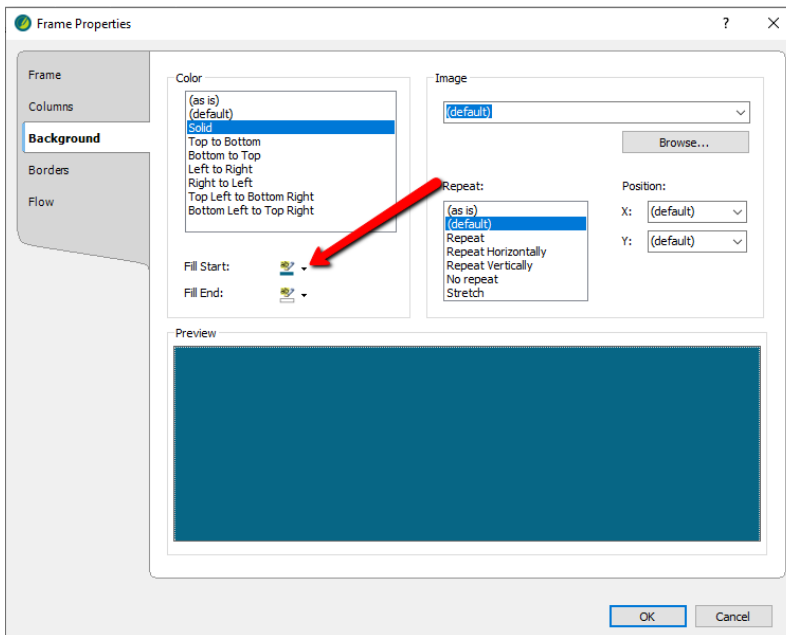 Frame Properties
?
Frame
Columns
Background
Borders
Flow
Color
(as is)
(default)
Solid
Top to Bottom
Bottom to Top
Left to Right
Right to Left
Top Left to Bottom Right
Bottom Left to Top Right
Fill Start:
Fill End:
Image
(default)
Browse...
Repeat:
(as is)
(default)
Repeat
Repeat Horizontally
Repeat Vertically
No repeat
Stretch
Position:
X: (default)
Y: (default)
Preview
OK
Cancel